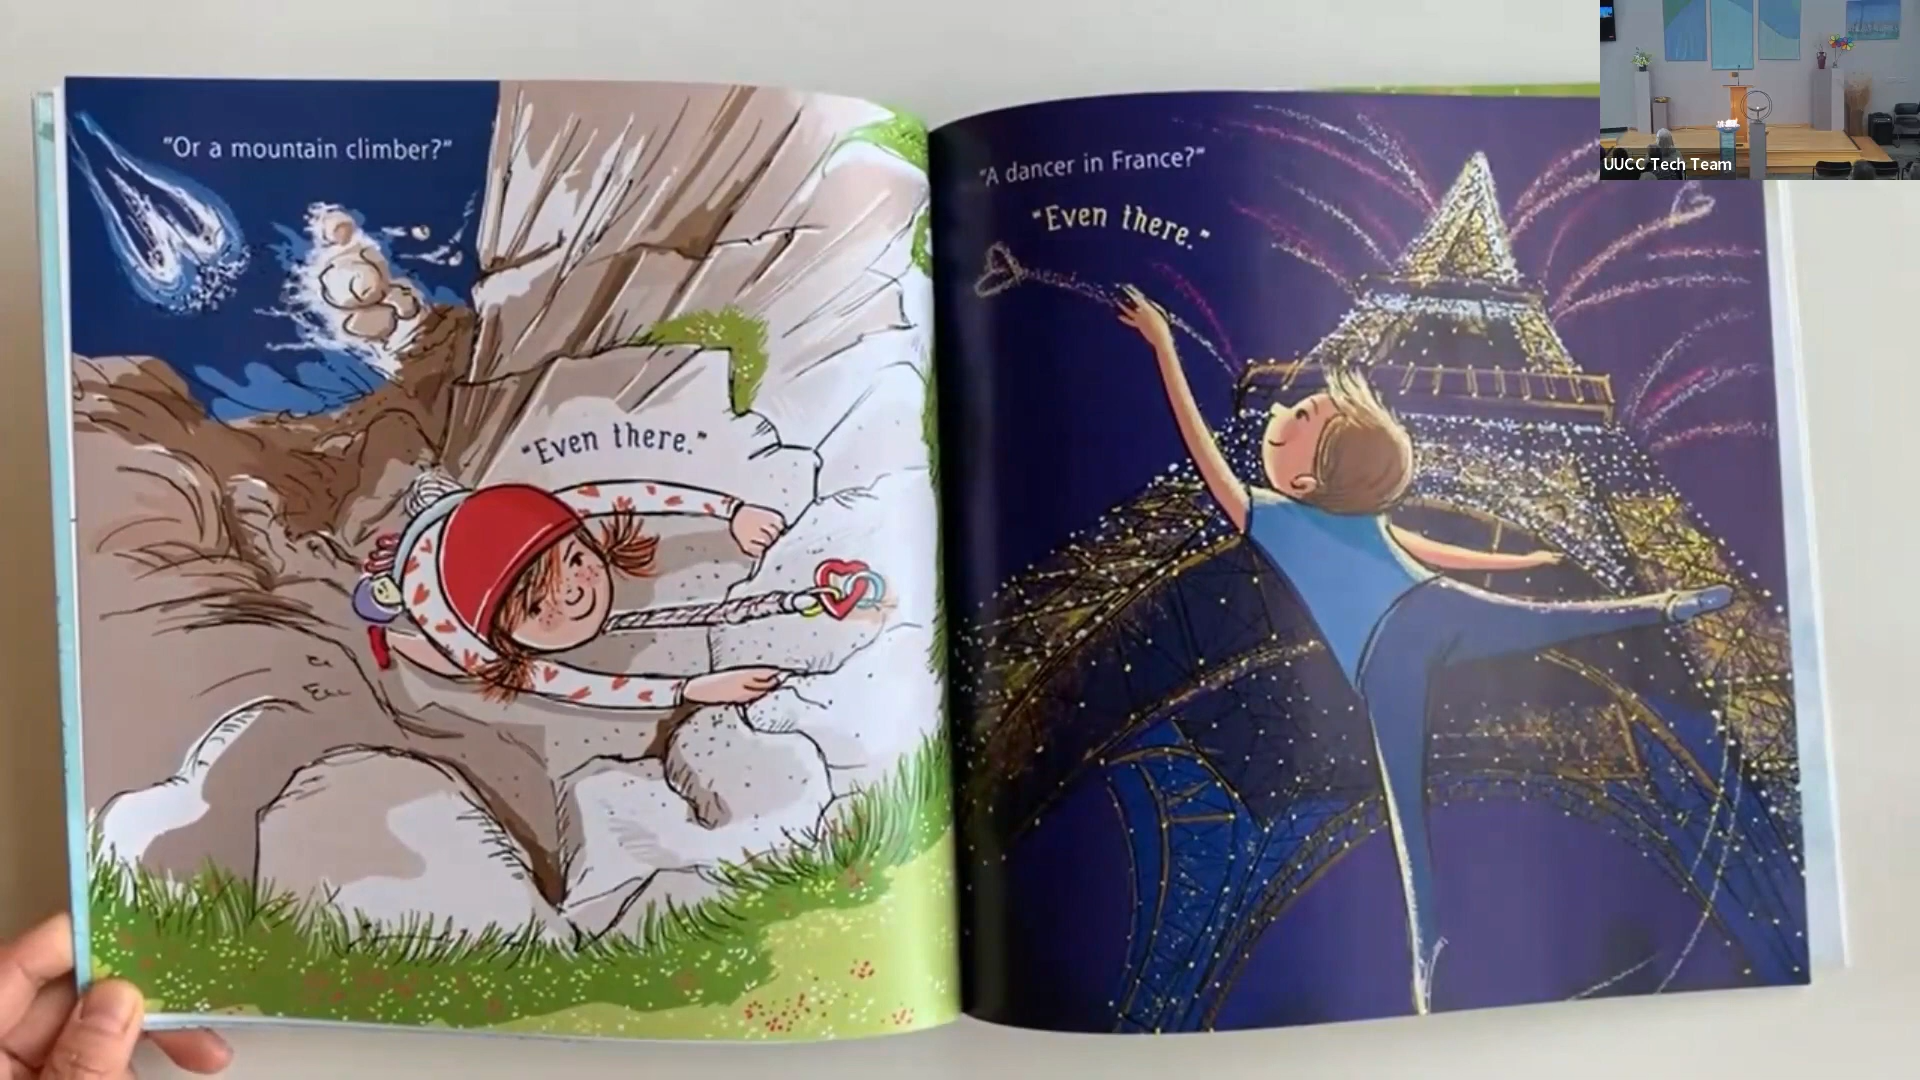 "Or a mountain climber?"
"Even there."
"A dancer in France?"
"Even there."
UUCC Tech Team